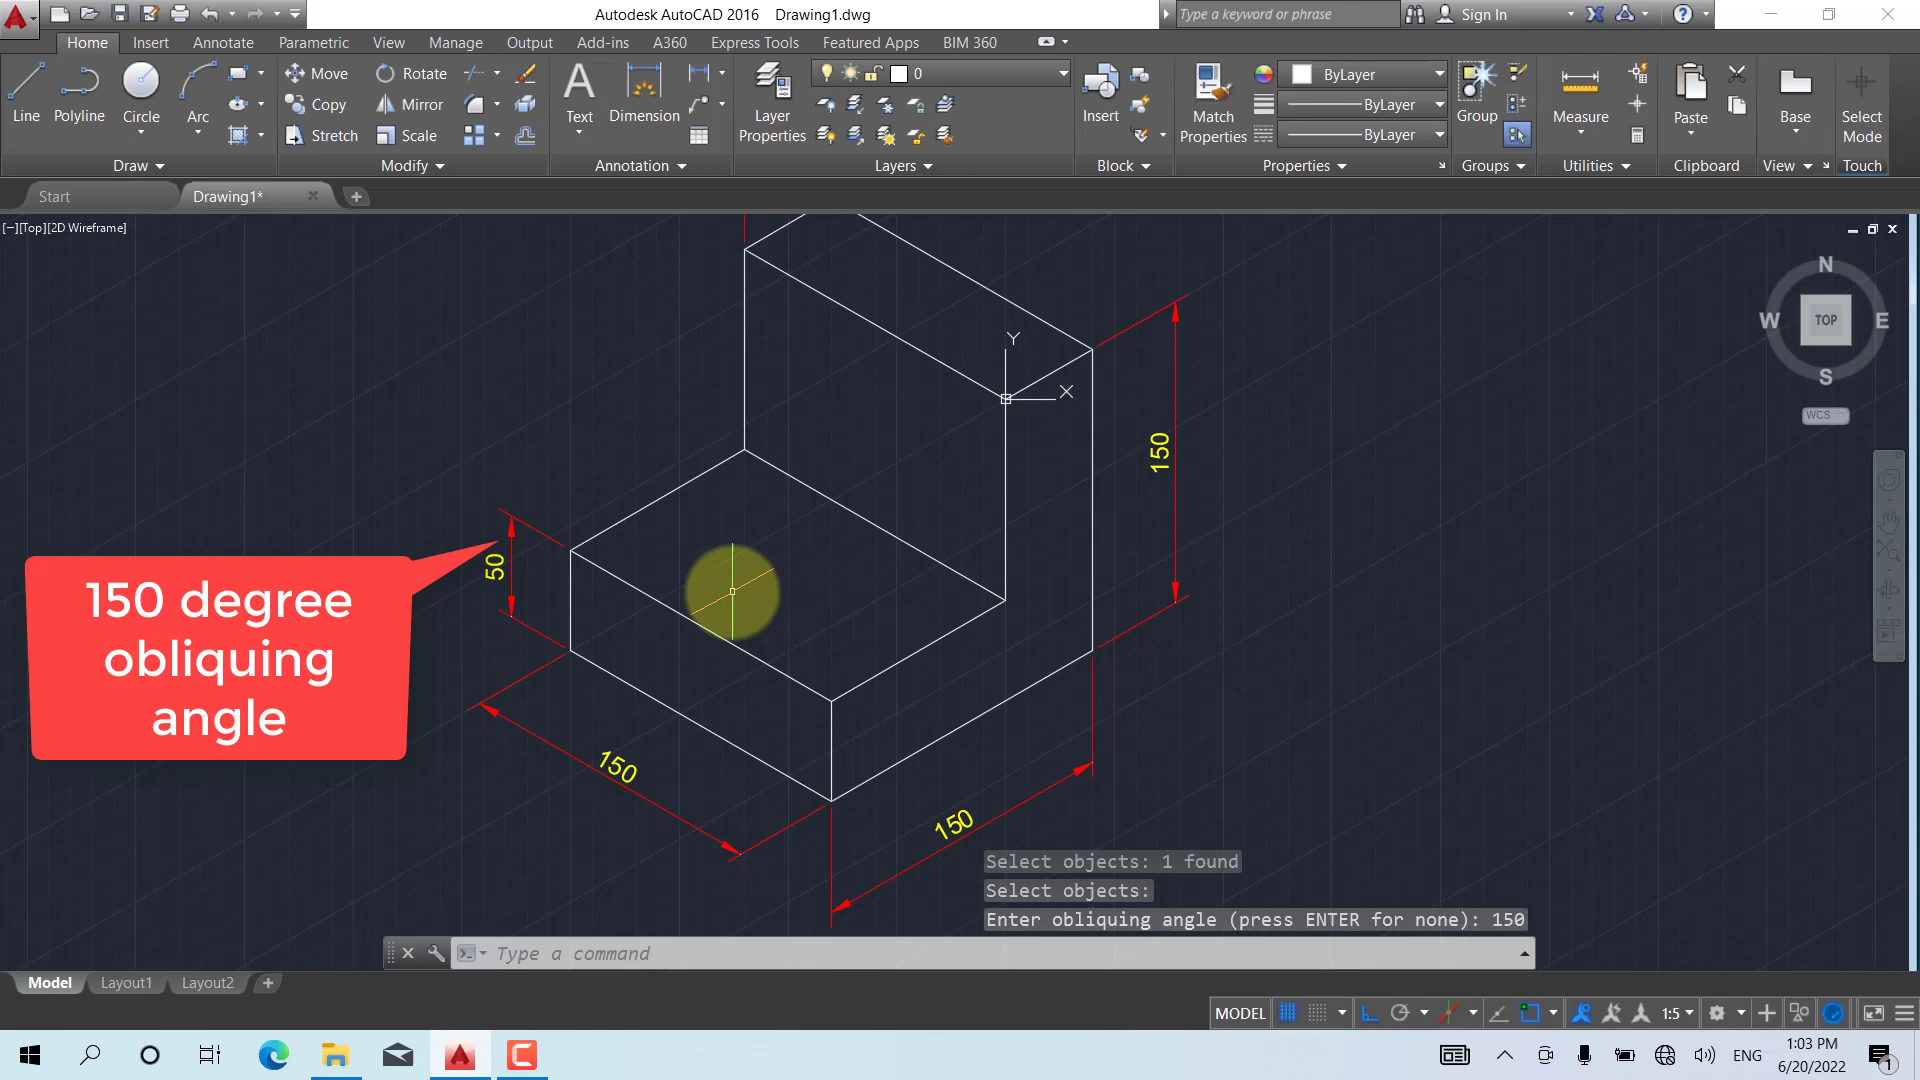 Autodesk AutoCAD 2016 Drawing1.dwg
Type a keyword or phrase
Sign In
Home Insert Annotate Parametric View Manage Output Add-ins A360 Express Tools Featured Apps BIM 360
Line Polyline Circle Arc
Move Rotate
Copy Mirror
Stretch Scale
Text Dimension
Layer Properties
0
Insert
Match Properties
ByLayer
ByLayer
ByLayer
Group
Measure
Paste
Base
Select Mode
Draw Modify Annotation Layers Block Properties Groups Utilities Clipboard View Touch
Start Drawing1*
[−][Top][2D Wireframe]
N
W TOP E
S
WCS
Y
X
150
50
150 degree
obliquing
angle
150
150
Select objects: 1 found
Select objects:
Enter obliquing angle (press ENTER for none): 150
Type a command
Model Layout1 Layout2
MODEL 1:5
ENG
1:03 PM
6/20/2022
1